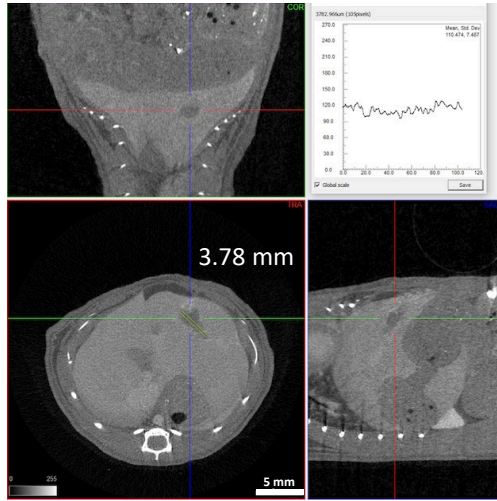 COR
3782.966um (103pixels)
Mean, Std. Dev
110.474, 7.487
270.0
240.0
210.0
180.0
150.0
120.0
90.0
60.0
30.0
0.0
0.0 20.0 40.0 60.0 80.0 100.0 120.
Global scale
Save
TRA
3.78 mm
0 255
5 mm